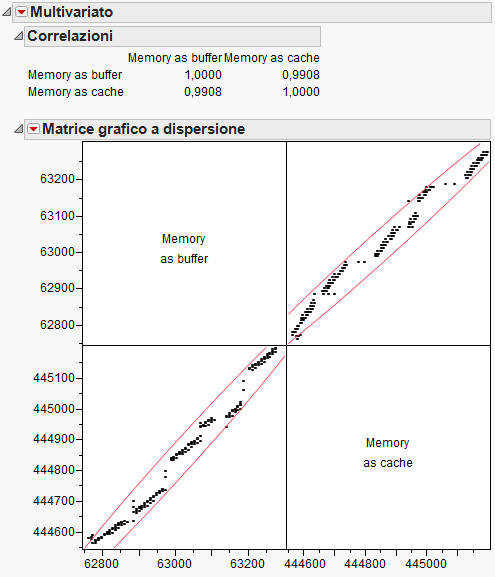 Multivariato
Correlazioni
Memory as buffer Memory as cache
Memory as buffer 1,0000 0,9908
Memory as cache 0,9908 1,0000
Matrice grafico a dispersione
63200
63100
63000
62900
62800
Memory
as buffer
445100
445000
444900
444800
444700
444600
Memory
as cache
62800 63000 63200 444600 444800 445000